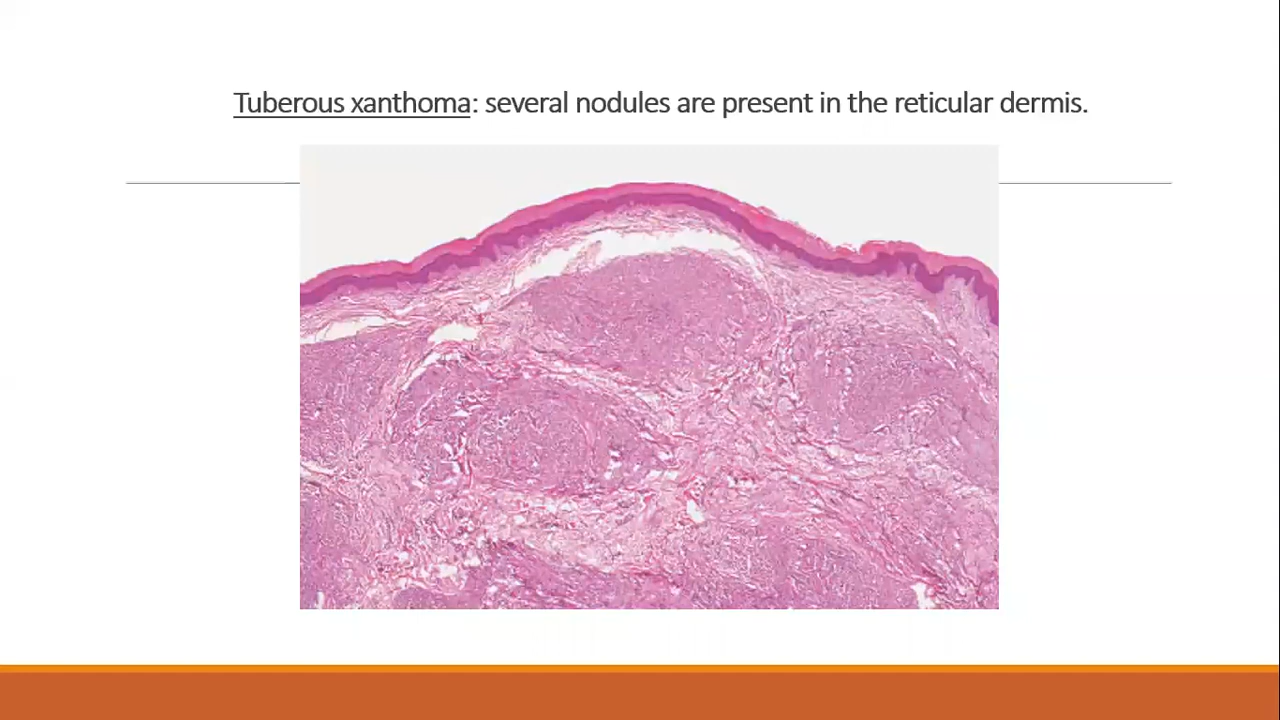 Tuberous xanthoma: several nodules are present in the reticular dermis.